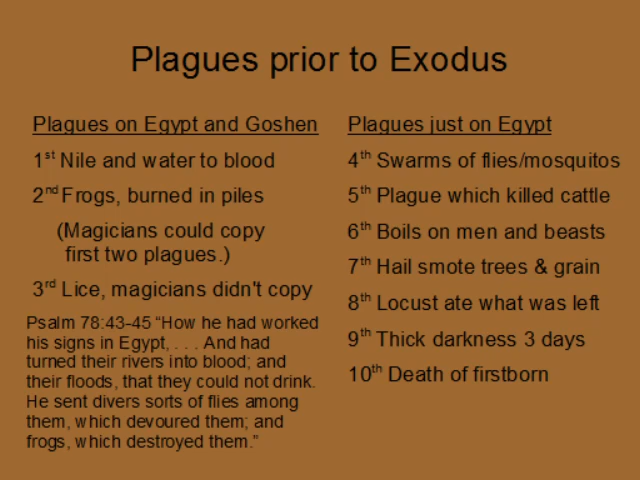 Plagues prior to Exodus
Plagues on Egypt and Goshen
1st Nile and water to blood
2nd Frogs, burned in piles
(Magicians could copy
first two plagues.)
3rd Lice, magicians didn't copy
Psalm 78:43-45 “How he had worked
his signs in Egypt, . . . And had
turned their rivers into blood; and
their floods, that they could not drink.
He sent divers sorts of flies among
them, which devoured them; and
frogs, which destroyed them.”
Plagues just on Egypt
4th Swarms of flies/mosquitos
5th Plague which killed cattle
6th Boils on men and beasts
7th Hail smote trees & grain
8th Locust ate what was left
9th Thick darkness 3 days
10th Death of firstborn